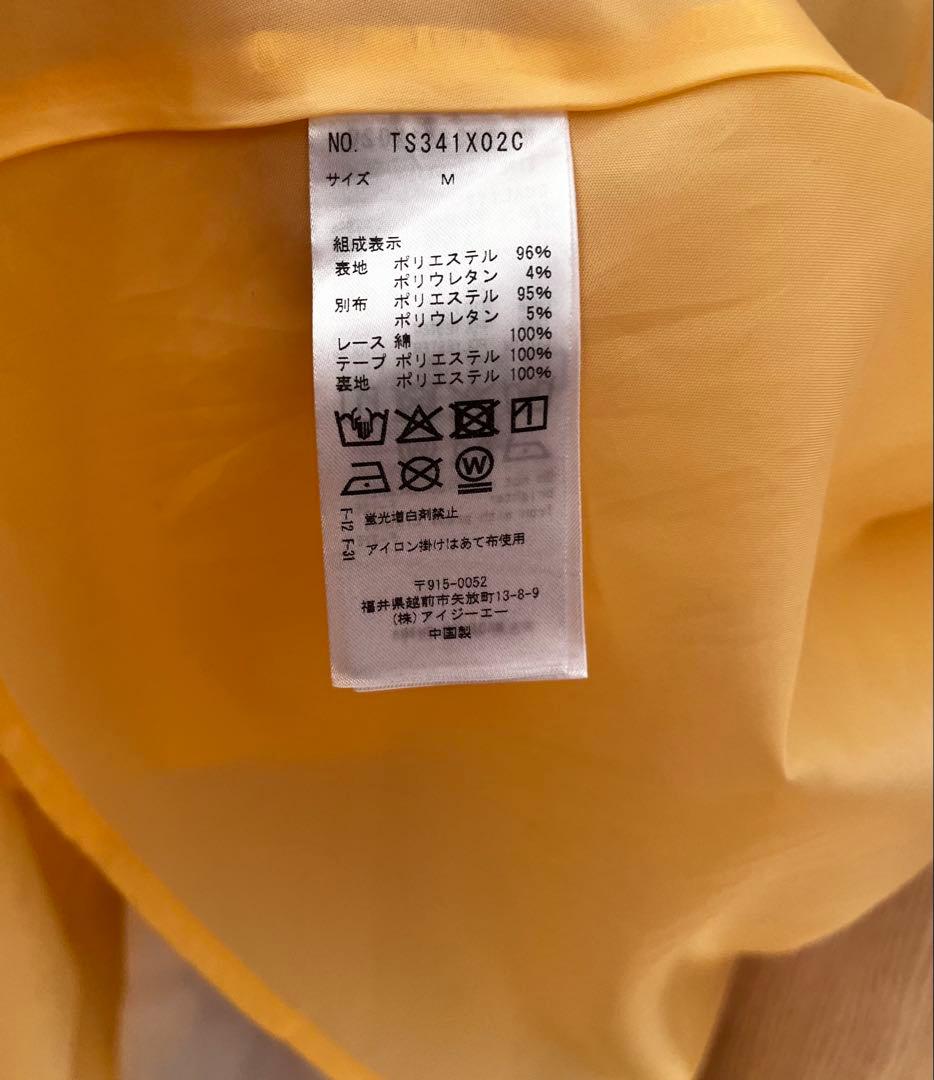 NO. TS341X02C
サイズ M
組成表示
表地 ポリエステル 96%
ポリウレタン 4%
別布 ポリエステル 95%
ポリウレタン 5%
レース 綿 100%
テープ ポリエステル 100%
裏地 ポリエステル 100%
W
F-12 蛍光増白剤禁止
F-31 アイロン掛けはあて布使用
〒915-0052
福井県越前市矢放町13-8-9
(株)アイジーエー
中国製